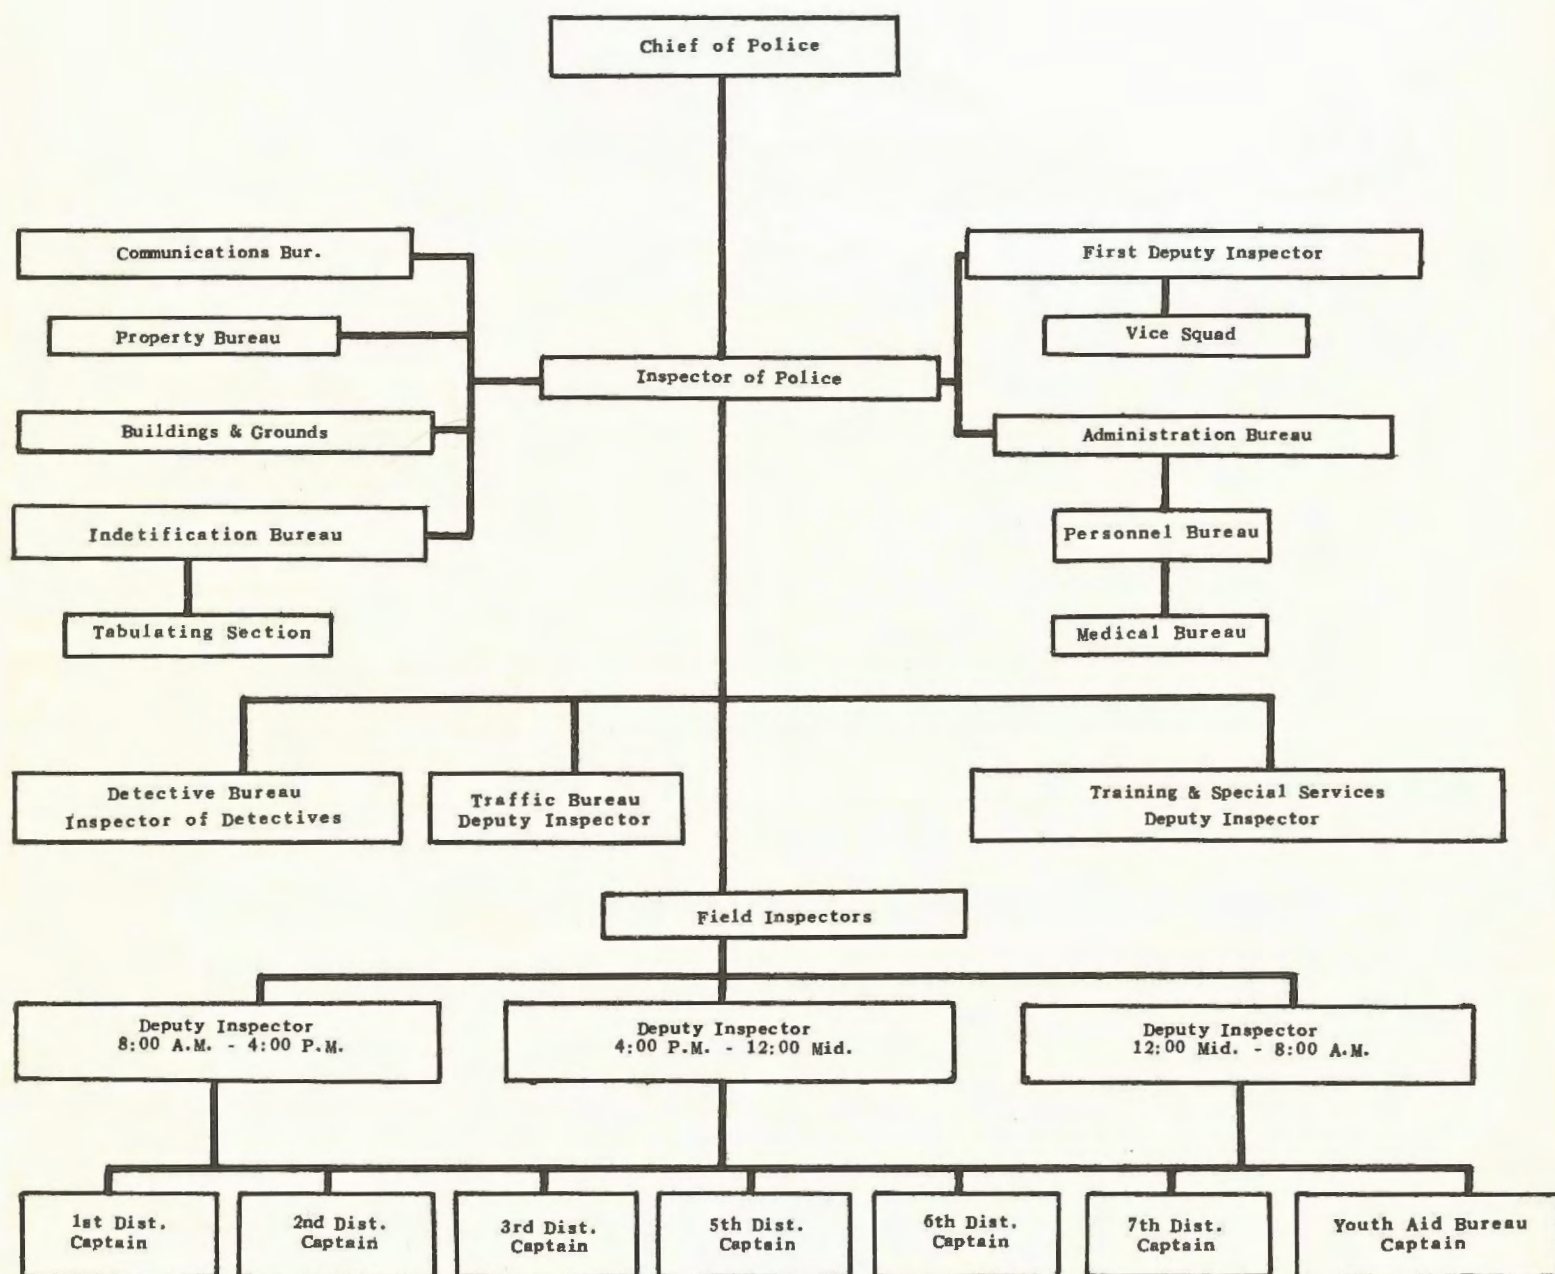 Chief of Police
Communications Bur.
First Deputy Inspector
Property Bureau
Vice Squad
Inspector of Police
Buildings & Grounds
Administration Bureau
Indetification Bureau
Personnel Bureau
Tabulating Section
Medical Bureau
Detective Bureau
Inspector of Detectives
Traffic Bureau
Deputy Inspector
Training & Special Services
Deputy Inspector
Field Inspectors
Deputy Inspector
8:00 A.M. - 4:00 P.M.
Deputy Inspector
4:00 P.M. - 12:00 Mid.
Deputy Inspector
12:00 Mid. - 8:00 A.M.
1st Dist.
Captain
2nd Dist.
Captain
3rd Dist.
Captain
5th Dist.
Captain
6th Dist.
Captain
7th Dist.
Captain
Youth Aid Bureau
Captain